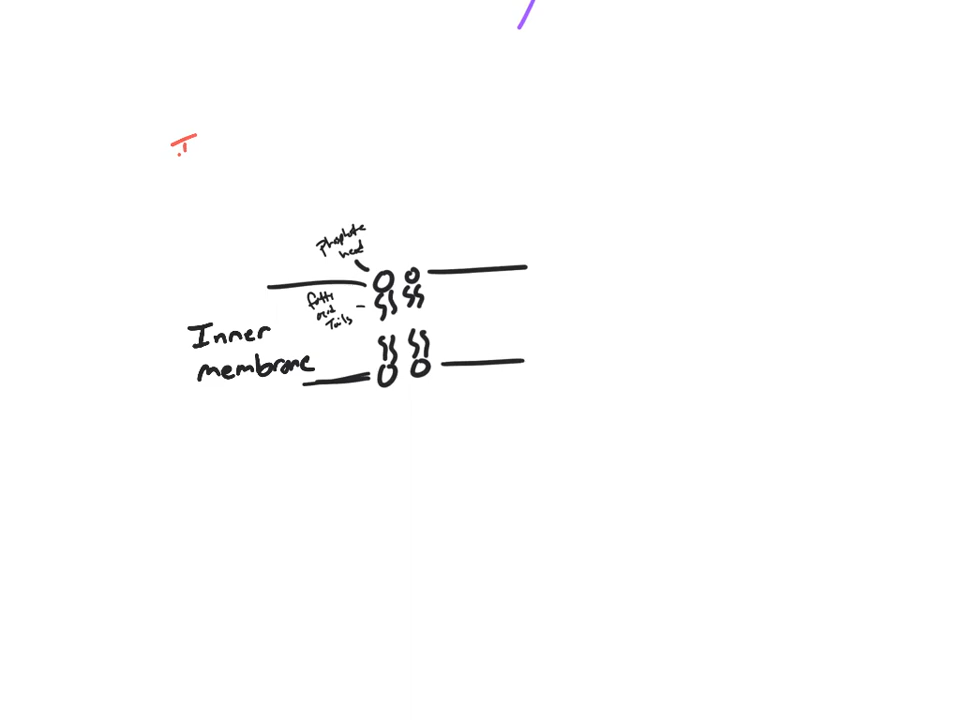 Phosphate
head
fatty
acid
Tails
Inner
membrane